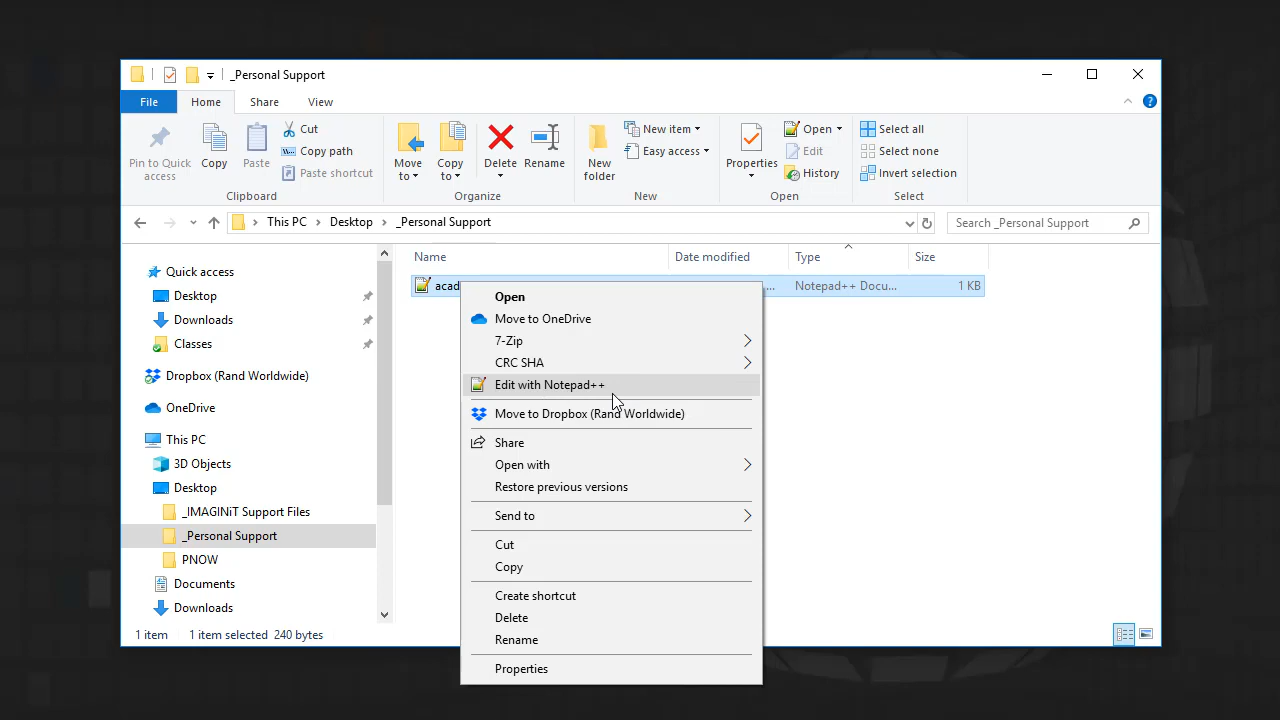 _Personal Support
File Home Share View
Pin to Quick access
Copy
Paste
Cut
Copy path
Paste shortcut
Clipboard
Move to
Copy to
Delete
Rename
Organize
New folder
New item
Easy access
New
Properties
Open
Edit
History
Open
Select all
Select none
Invert selection
Select
This PC > Desktop > _Personal Support
Search _Personal Support
Name Date modified Type Size
acad ... Notepad++ Docu... 1 KB
Quick access
Desktop
Downloads
Classes
Dropbox (Rand Worldwide)
OneDrive
This PC
3D Objects
Desktop
_IMAGINiT Support Files
_Personal Support
PNOW
Documents
Downloads
Open
Move to OneDrive
7-Zip
CRC SHA
Edit with Notepad++
Move to Dropbox (Rand Worldwide)
Share
Open with
Restore previous versions
Send to
Cut
Copy
Create shortcut
Delete
Rename
Properties
1 item 1 item selected 240 bytes